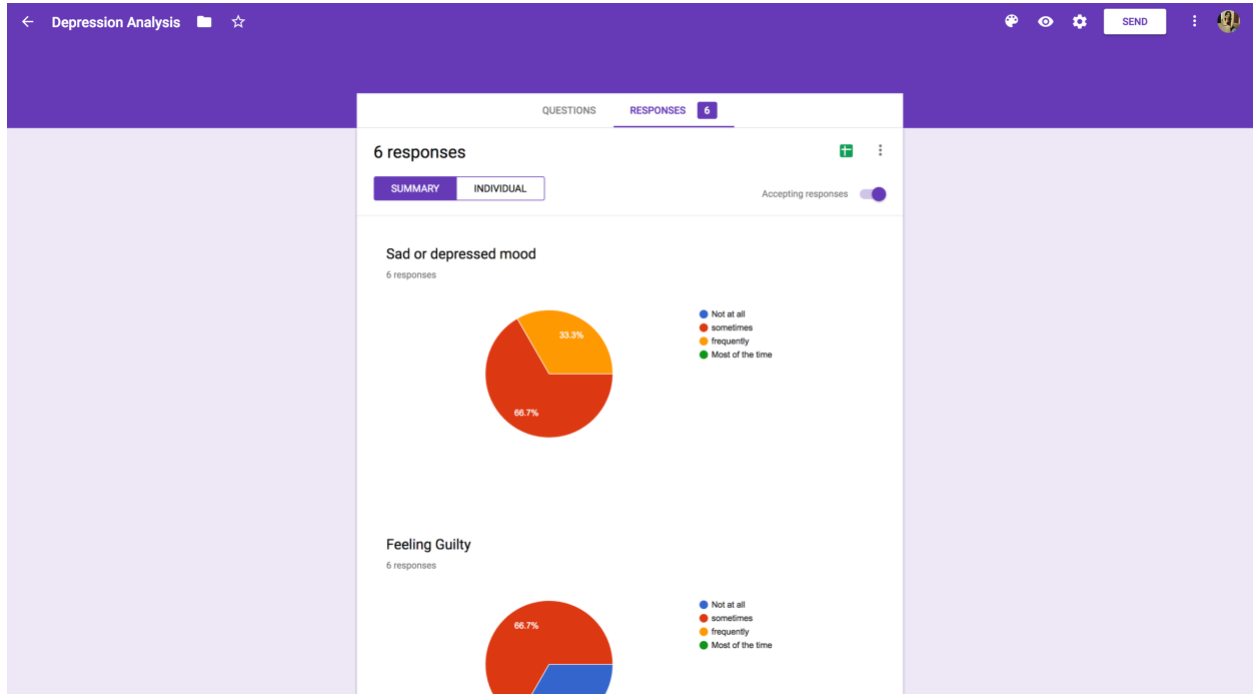 Depression Analysis
SEND
QUESTIONS RESPONSES 6
6 responses
SUMMARY INDIVIDUAL
Accepting responses
Sad or depressed mood
6 responses
33.3%
66.7%
Not at all
sometimes
frequently
Most of the time
Feeling Guilty
6 responses
66.7%
Not at all
sometimes
frequently
Most of the time